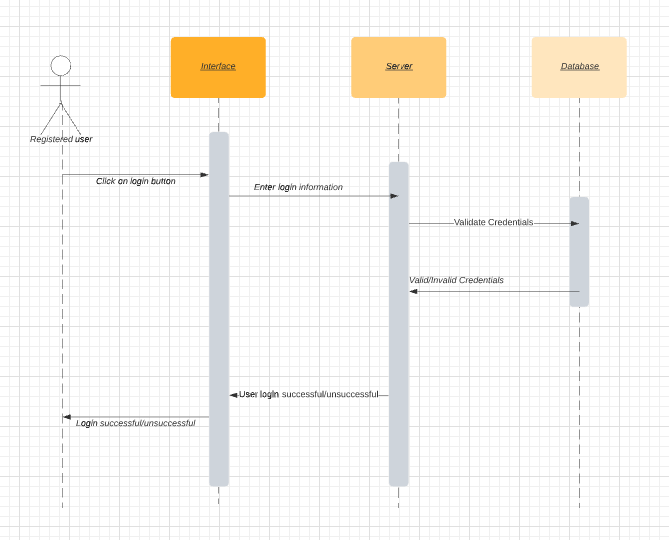 Interface
Server
Database
Registered user
Click on login button
Enter login information
Validate Credentials
Valid/Invalid Credentials
User login successful/unsuccessful
Login successful/unsuccessful